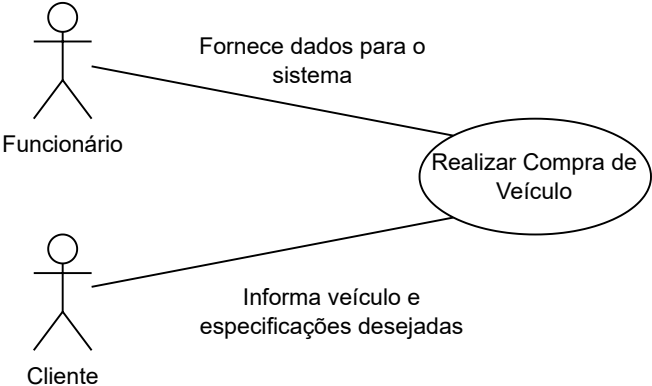 Fornece dados para o
sistema
Funcionário
Realizar Compra de
Veículo
Informa veículo e
especificações desejadas
Cliente